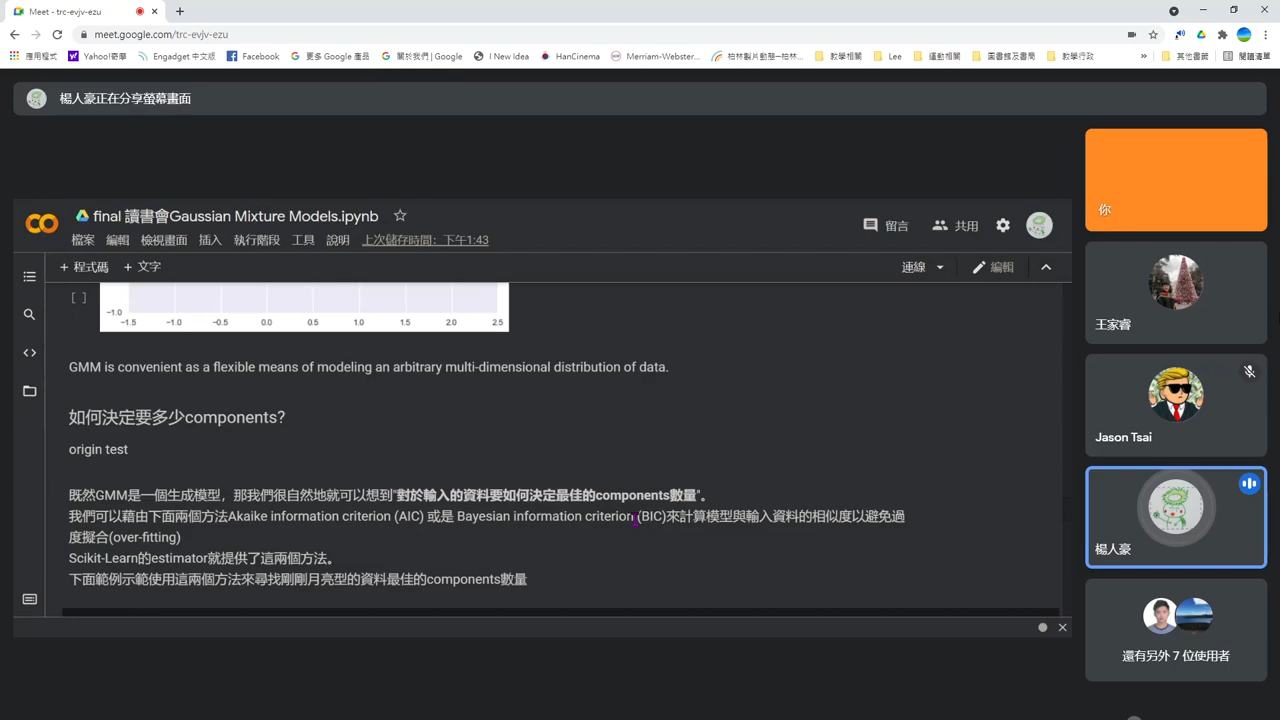 Meet - trc-evjv-ezu
meet.google.com/trc-evjv-ezu
應用程式 Yahoo!奇摩 Engadget 中文版 Facebook 更多 Google 產品 關於我們 | Google I New Idea HanCinema Merriam-Webster... 柏林製片動態─柏林... 教學相關 Lee 運動相關 圖書館及書局 教學行政 » 其他書籤 閱讀清單
楊人豪正在分享螢幕畫面
final 讀書會Gaussian Mixture Models.ipynb
檔案 編輯 檢視畫面 插入 執行階段 工具 說明 上次儲存時間：下午1:43
留言 共用
+ 程式碼 + 文字
連線 編輯
[ ]
-1.0
-1.5 -1.0 -0.5 0.0 0.5 1.0 1.5 2.0 2.5
GMM is convenient as a flexible means of modeling an arbitrary multi-dimensional distribution of data.
如何決定要多少components?
origin test
既然GMM是一個生成模型，那我們很自然地就可以想到"對於輸入的資料要如何決定最佳的components數量"。
我們可以藉由下面兩個方法Akaike information criterion (AIC) 或是 Bayesian information criterion (BIC)來計算模型與輸入資料的相似度以避免過
度擬合(over-fitting)
Scikit-Learn的estimator就提供了這兩個方法。
下面範例示範使用這兩個方法來尋找剛剛月亮型的資料最佳的components數量
你
王家睿
Jason Tsai
楊人豪
還有另外 7 位使用者